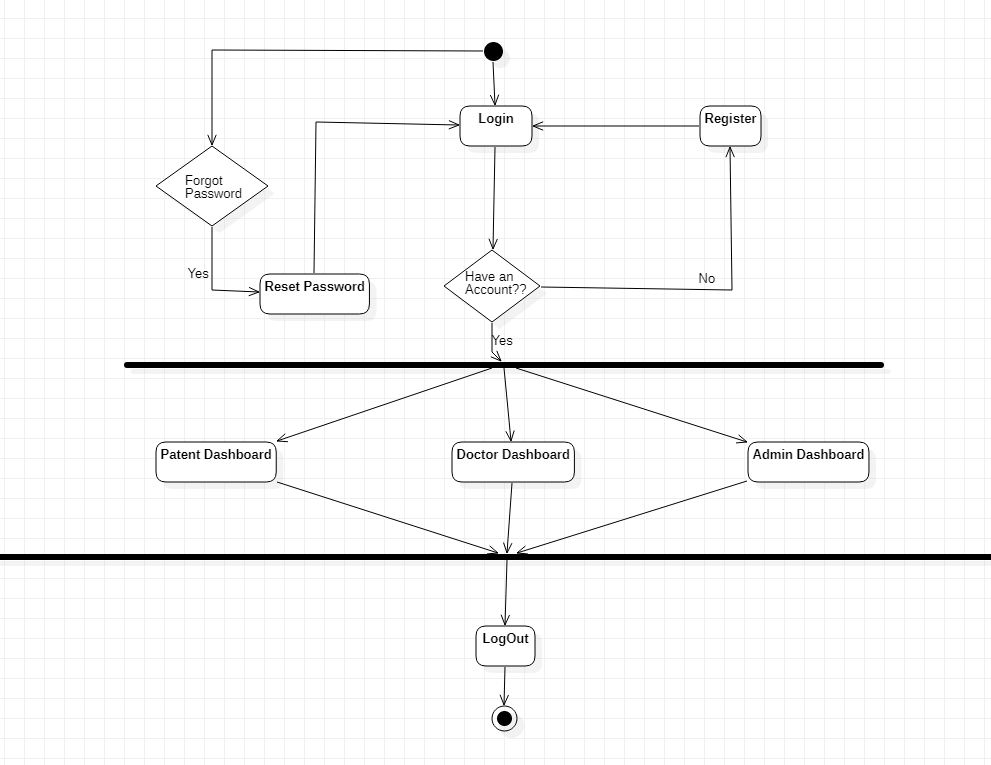 Login
Register
Forgot
Password
Yes
Reset Password
Have an
Account??
No
Yes
Patent Dashboard
Doctor Dashboard
Admin Dashboard
LogOut